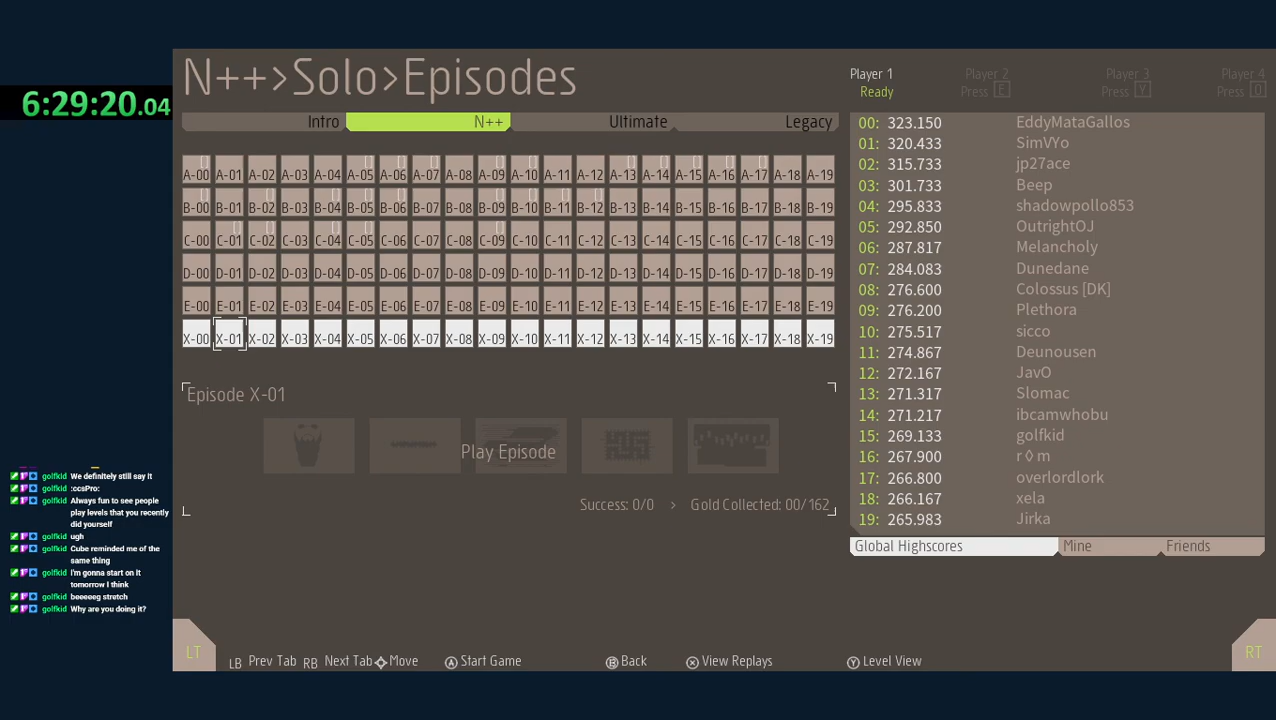 N++>Solo>Episodes
6:29:20.04
Player 1
Ready
Player 2
Press E
Player 3
Press Y
Player 4
Press O
Intro N++ Ultimate Legacy
A-00 A-01 A-02 A-03 A-04 A-05 A-06 A-07 A-08 A-09 A-10 A-11 A-12 A-13 A-14 A-15 A-16 A-17 A-18 A-19
B-00 B-01 B-02 B-03 B-04 B-05 B-06 B-07 B-08 B-09 B-10 B-11 B-12 B-13 B-14 B-15 B-16 B-17 B-18 B-19
C-00 C-01 C-02 C-03 C-04 C-05 C-06 C-07 C-08 C-09 C-10 C-11 C-12 C-13 C-14 C-15 C-16 C-17 C-18 C-19
D-00 D-01 D-02 D-03 D-04 D-05 D-06 D-07 D-08 D-09 D-10 D-11 D-12 D-13 D-14 D-15 D-16 D-17 D-18 D-19
E-00 E-01 E-02 E-03 E-04 E-05 E-06 E-07 E-08 E-09 E-10 E-11 E-12 E-13 E-14 E-15 E-16 E-17 E-18 E-19
X-00 X-01 X-02 X-03 X-04 X-05 X-06 X-07 X-08 X-09 X-10 X-11 X-12 X-13 X-14 X-15 X-16 X-17 X-18 X-19
Episode X-01
Play Episode
Success: 0/0 > Gold Collected: 00/162
00: 323.150 EddyMataGallos
01: 320.433 SimVYo
02: 315.733 jp27ace
03: 301.733 Beep
04: 295.833 shadowpollo853
05: 292.850 OutrightOJ
06: 287.817 Melancholy
07: 284.083 Dunedane
08: 276.600 Colossus [DK]
09: 276.200 Plethora
10: 275.517 sicco
11: 274.867 Deunousen
12: 272.167 JavO
13: 271.317 Slomac
14: 271.217 ibcamwhobu
15: 269.133 golfkid
16: 267.900 r◊m
17: 266.800 overlordlork
18: 266.167 xela
19: 265.983 Jirka
Global Highscores Mine Friends
golfkid We definitely still say it
golfkid :ccsPro:
golfkid Always fun to see people
play levels that you recently
did yourself
golfkid ugh
golfkid Cube reminded me of the
same thing
golfkid I'm gonna start on it
tomorrow I think
golfkid beeeeeg stretch
golfkid Why are you doing it?
LT
LB Prev Tab RB Next Tab Move A Start Game B Back X View Replays Y Level View
RT